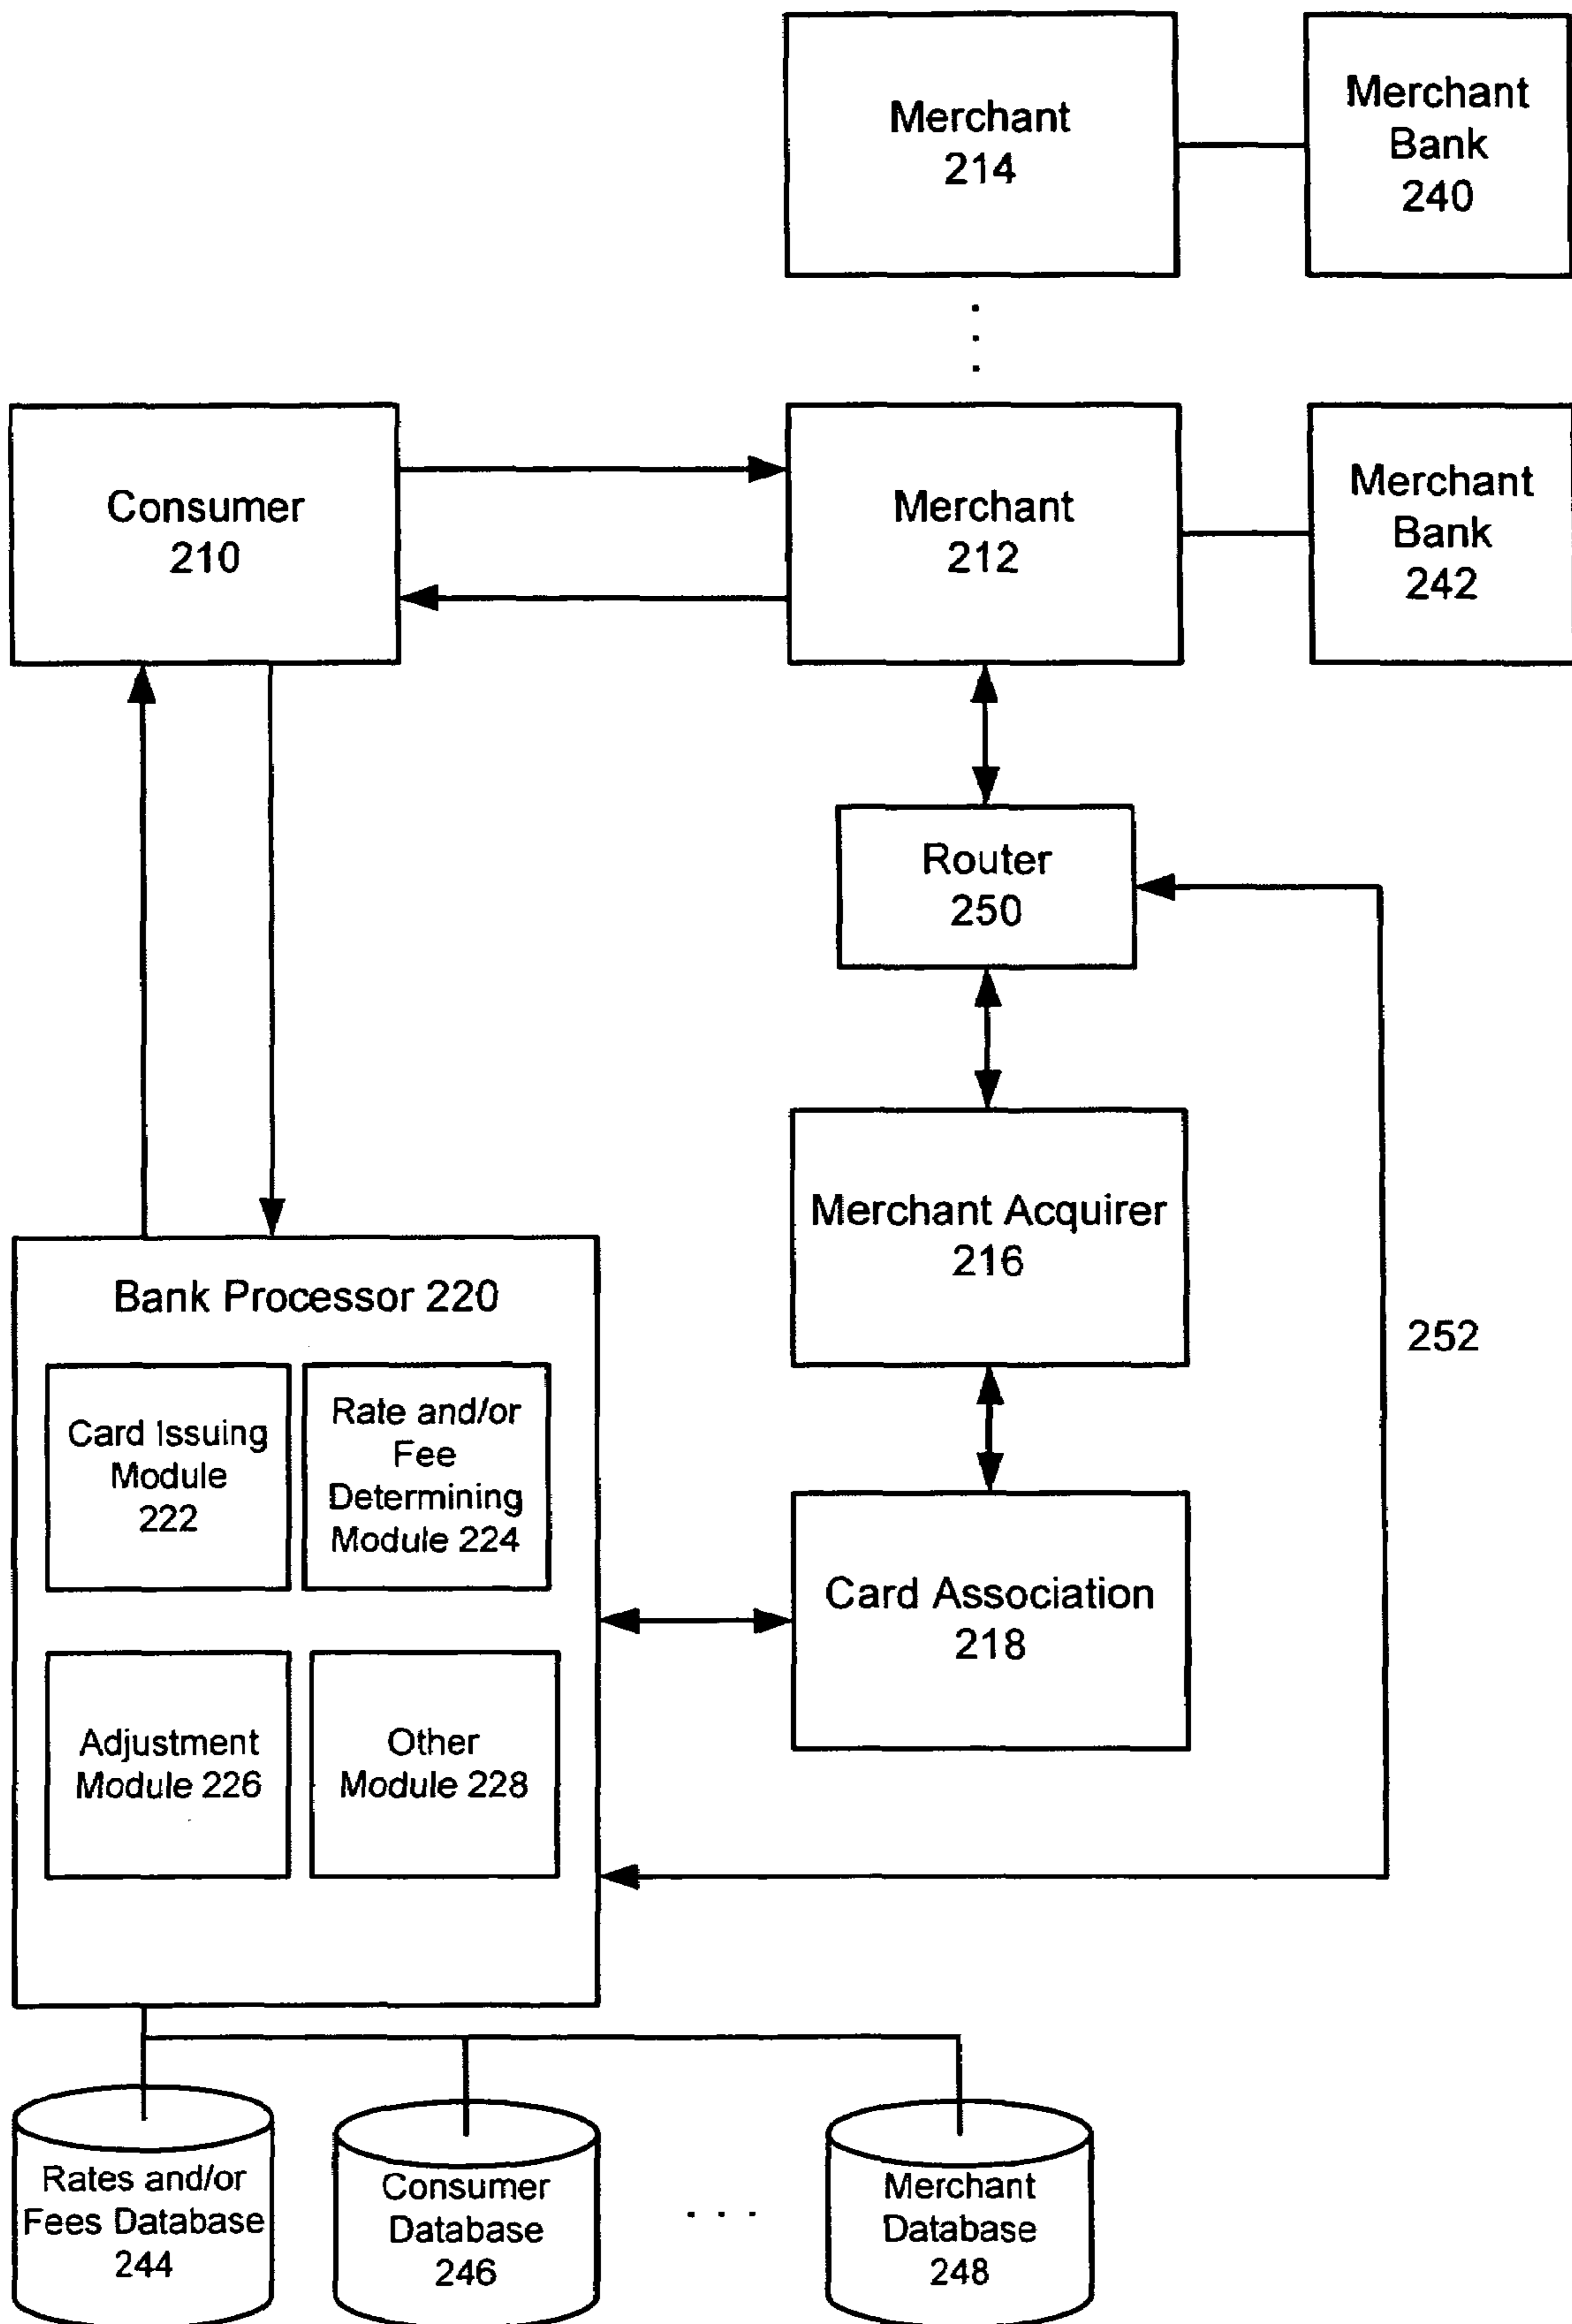 Merchant
214
Merchant
Bank
240
Consumer
210
Merchant
212
Merchant
Bank
242
Router
250
Merchant Acquirer
216
252
Bank Processor 220
Card Issuing
Module
222
Rate and/or
Fee
Determining
Module 224
Card Association
218
Adjustment
Module 226
Other
Module 228
Rates and/or
Fees Database
244
Consumer
Database
246
. . .
Merchant
Database
248